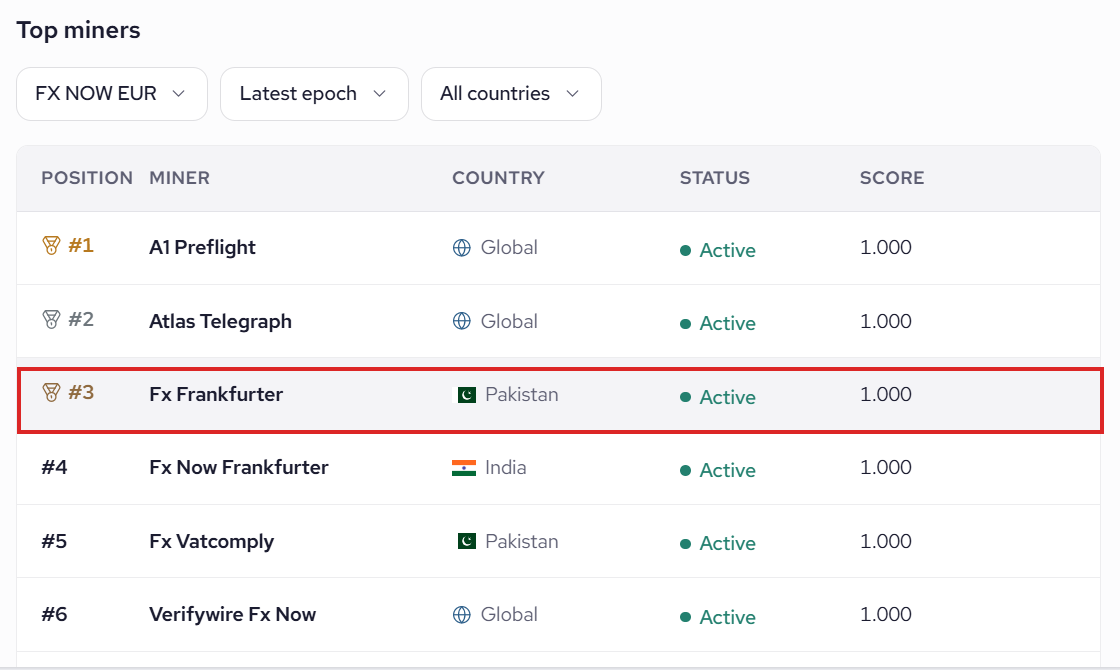 Top miners
FX NOW EUR Latest epoch All countries
POSITION MINER COUNTRY STATUS SCORE
#1 A1 Preflight Global Active 1.000
#2 Atlas Telegraph Global Active 1.000
#3 Fx Frankfurter Pakistan Active 1.000
#4 Fx Now Frankfurter India Active 1.000
#5 Fx Vatcomply Pakistan Active 1.000
#6 Verifywire Fx Now Global Active 1.000